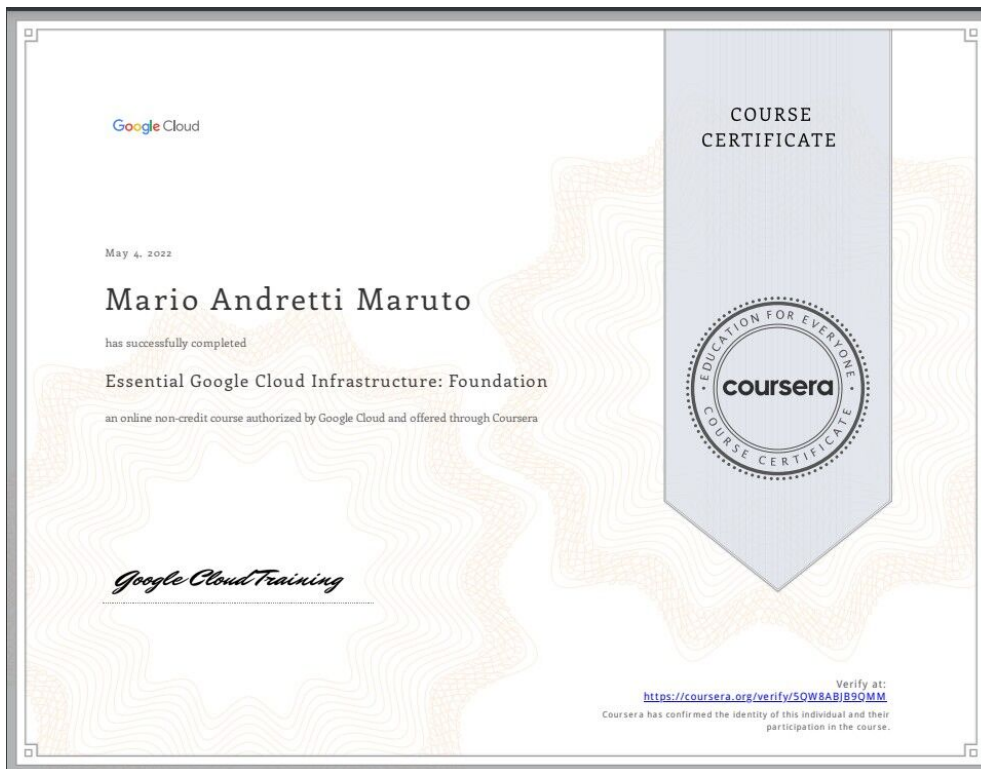 Google Cloud
COURSE
CERTIFICATE
May 4, 2022
Mario Andretti Maruto
has successfully completed
Essential Google Cloud Infrastructure: Foundation
an online non-credit course authorized by Google Cloud and offered through Coursera
EDUCATION FOR EVERYONE
coursera
COURSE CERTIFICATE
Google Cloud Training
Verify at:
https://coursera.org/verify/5QW8ABJB9QMM
Coursera has confirmed the identity of this individual and their
participation in the course.